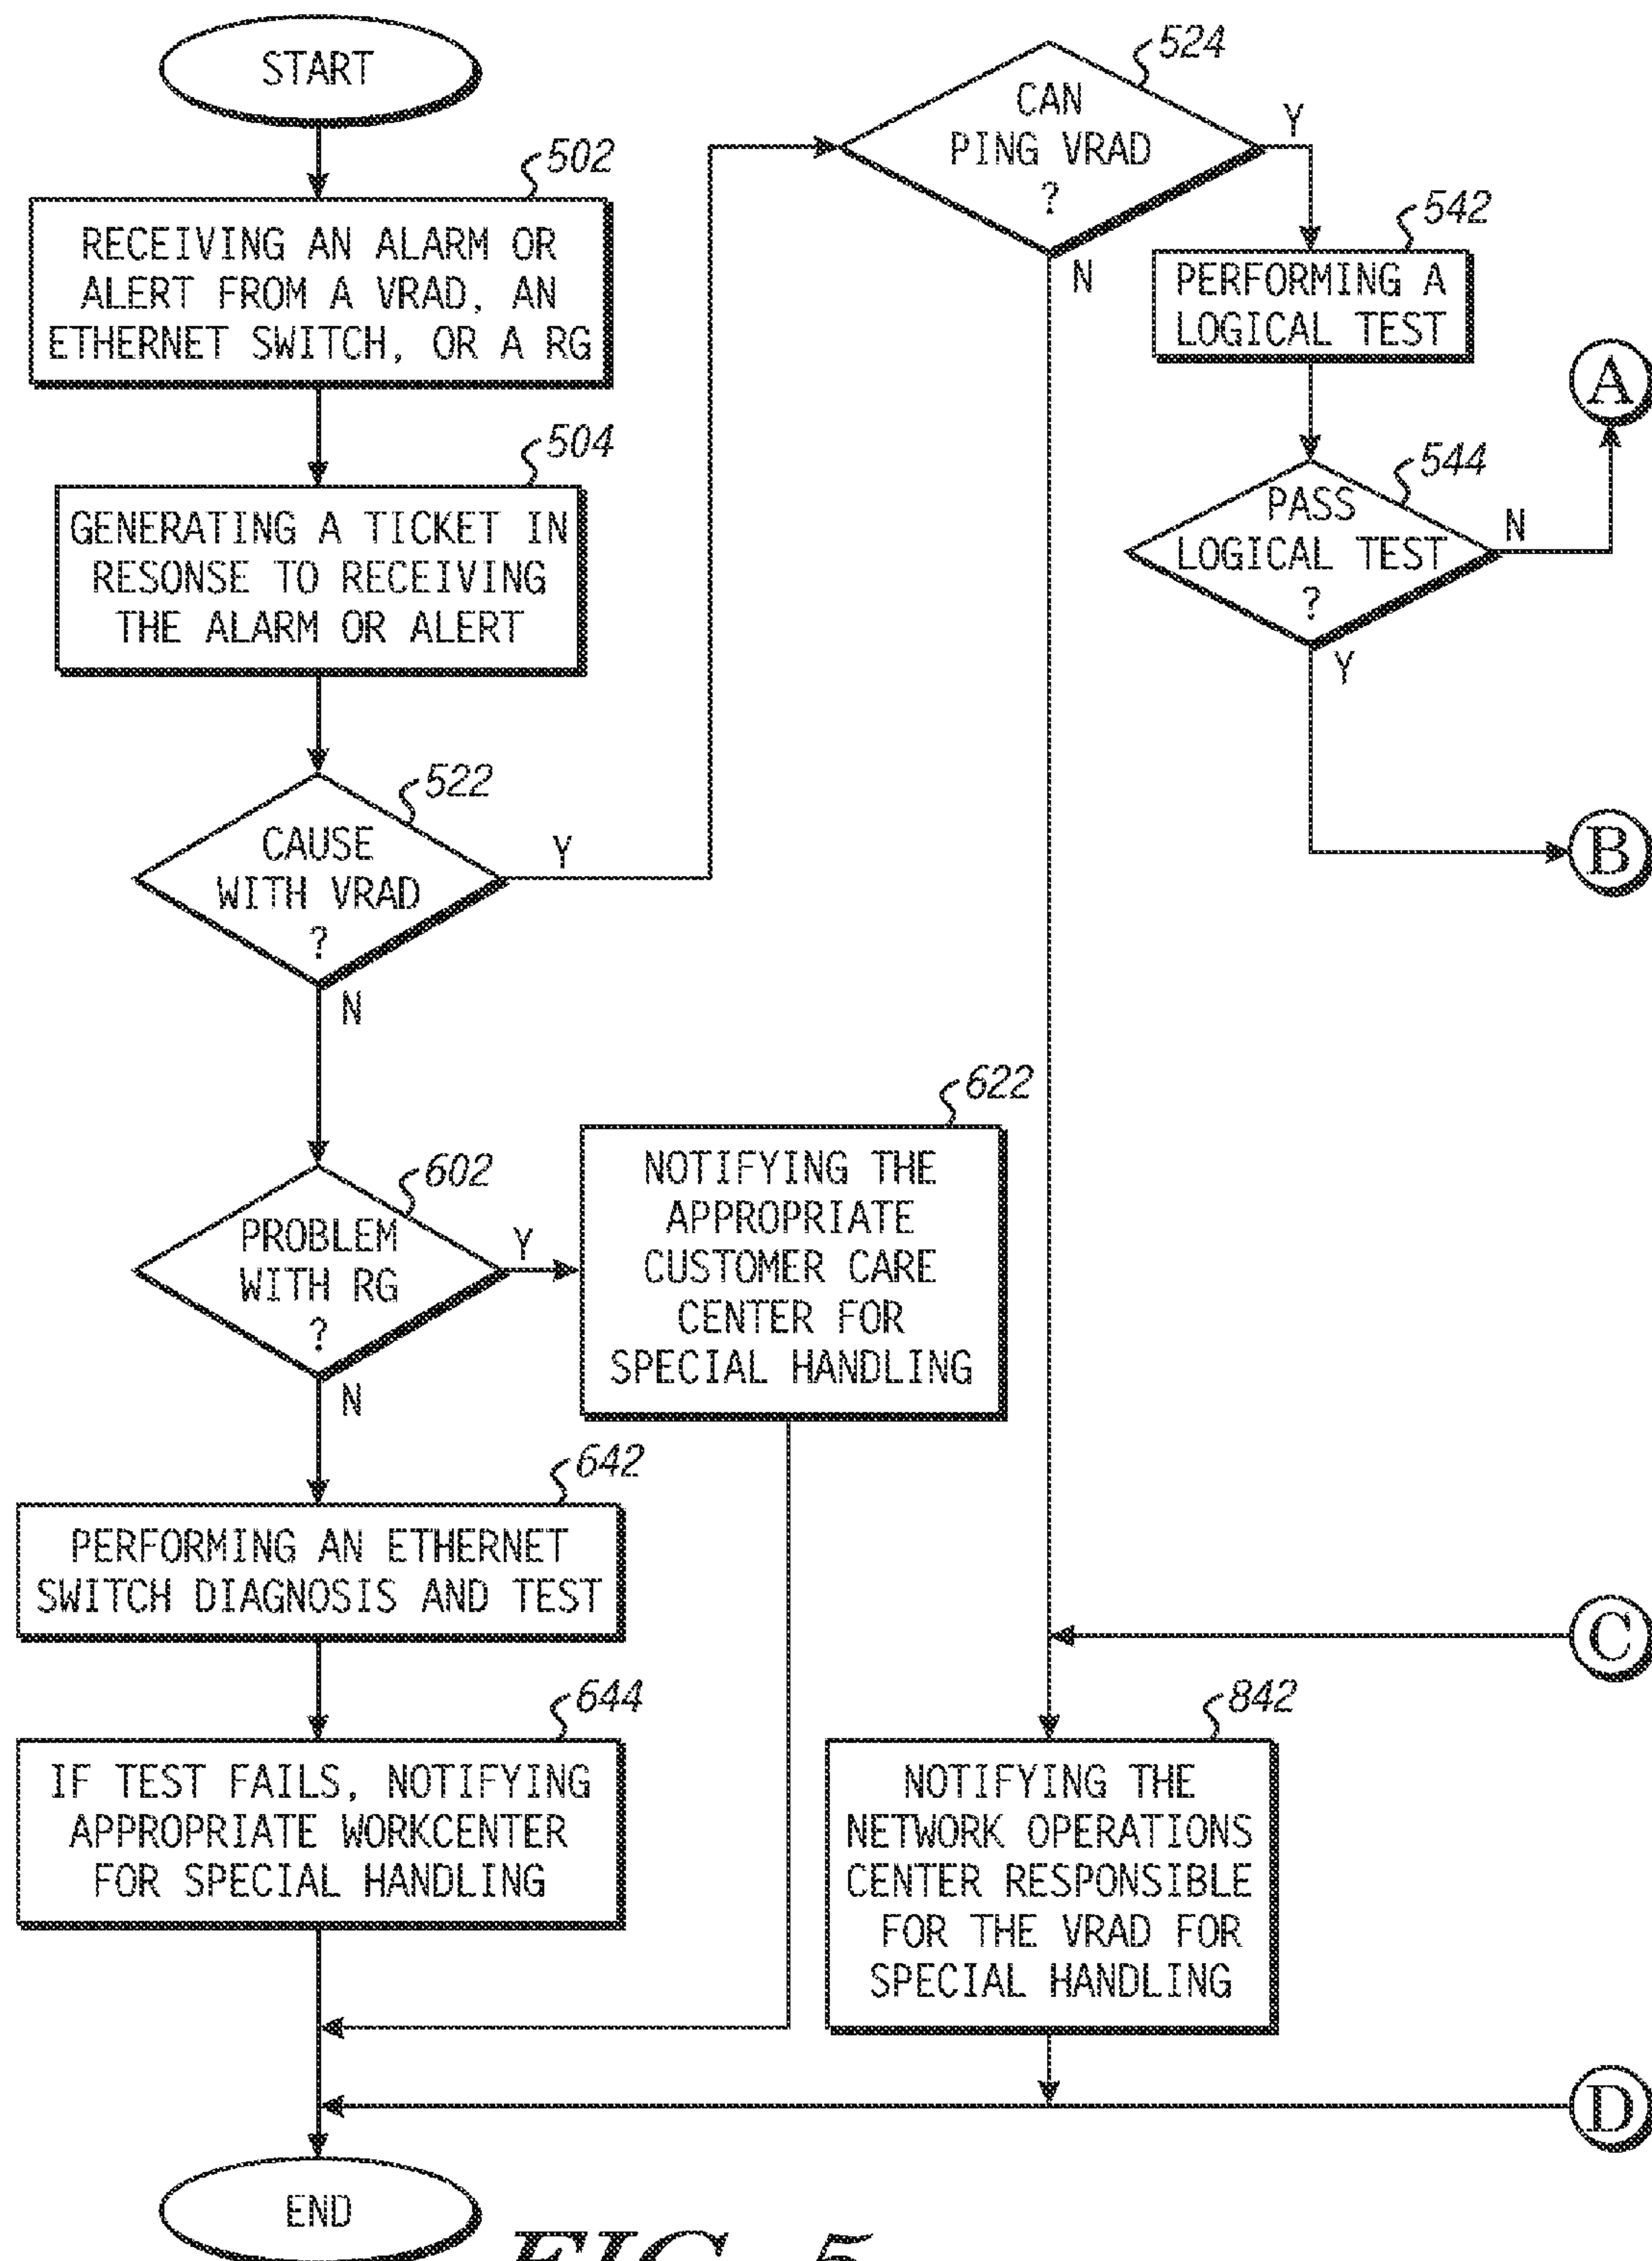 START
502
RECEIVING AN ALARM OR
ALERT FROM A VRAD, AN
ETHERNET SWITCH, OR A RG
504
GENERATING A TICKET IN
RESONSE TO RECEIVING
THE ALARM OR ALERT
522
CAUSE
WITH VRAD
?
Y
N
602
PROBLEM
WITH RG
?
Y
N
622
NOTIFYING THE
APPROPRIATE
CUSTOMER CARE
CENTER FOR
SPECIAL HANDLING
642
PERFORMING AN ETHERNET
SWITCH DIAGNOSIS AND TEST
644
IF TEST FAILS, NOTIFYING
APPROPRIATE WORKCENTER
FOR SPECIAL HANDLING
END
524
CAN
PING VRAD
?
Y
N
542
PERFORMING A
LOGICAL TEST
A
544
PASS
LOGICAL TEST
?
N
Y
B
C
842
NOTIFYING THE
NETWORK OPERATIONS
CENTER RESPONSIBLE
FOR THE VRAD FOR
SPECIAL HANDLING
D
FIG. 5